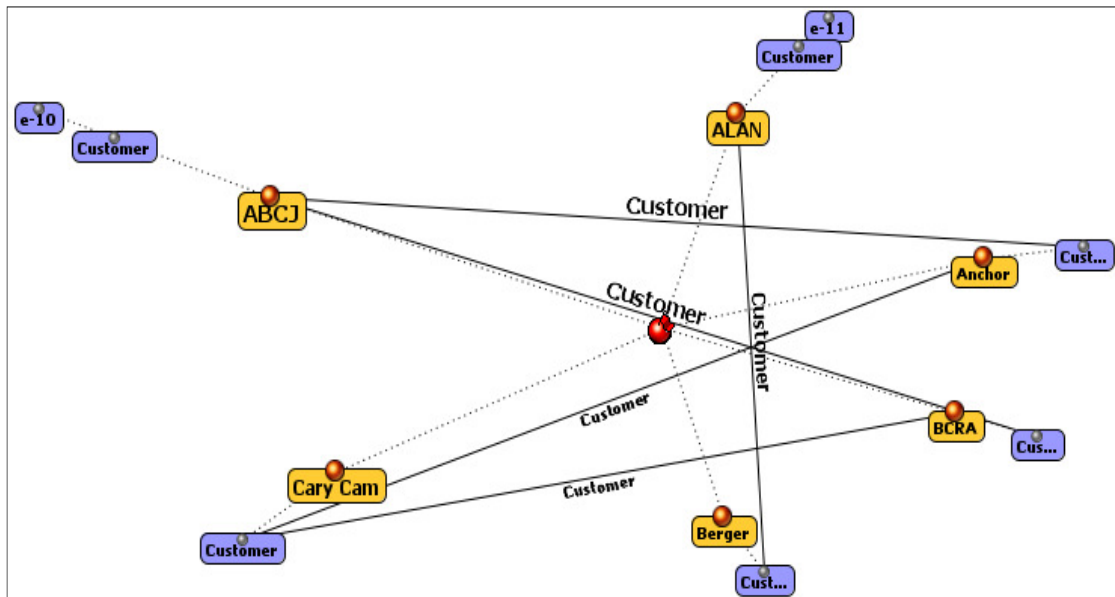 e-11
Customer
e-10
ALAN
Customer
ABCJ
Customer
Cust...
Anchor
Customer
Customer
Customer
BCRA
Cus...
Cary Cam
Customer
Berger
Customer
Cust...